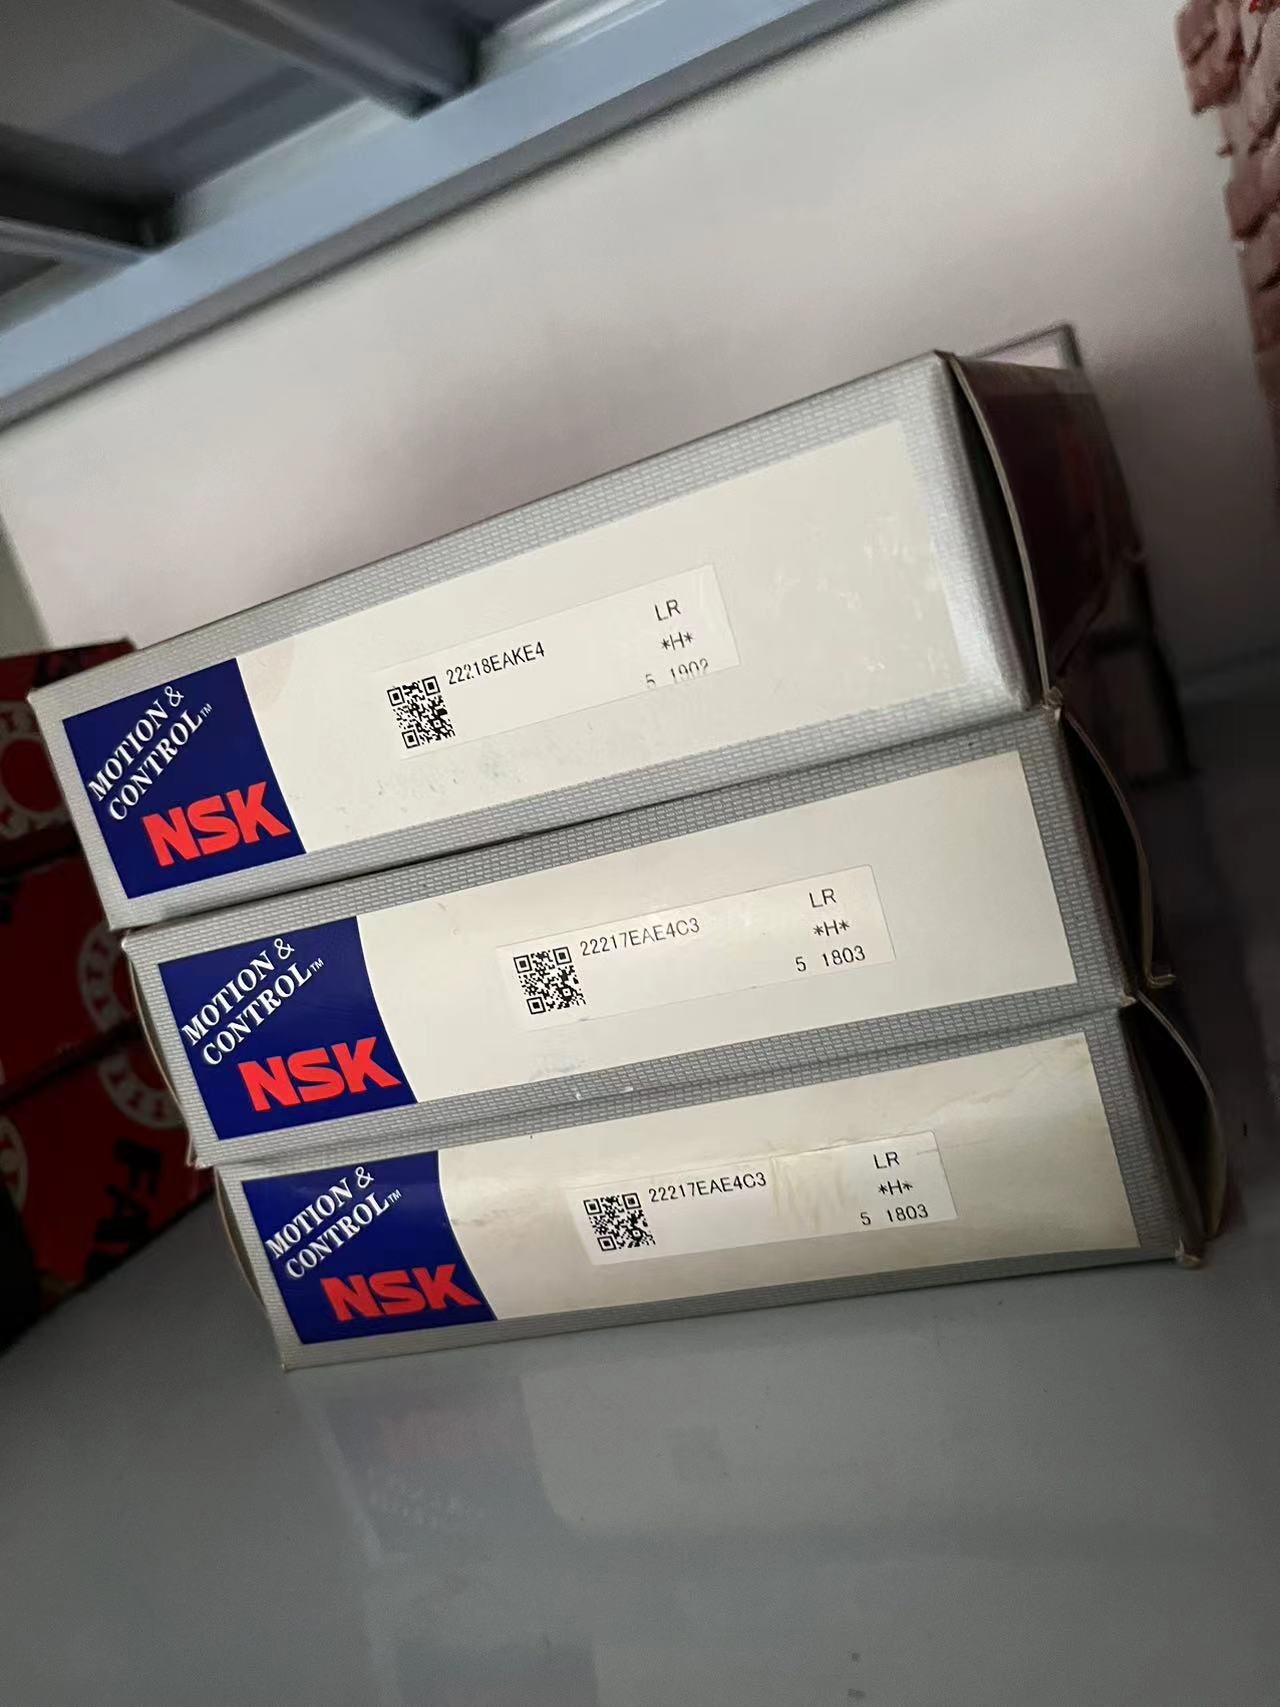 MOTION &
CONTROL™
NSK
22218EAKE4
LR
*H*
5 1902
MOTION &
CONTROL™
NSK
22217EAE4C3
LR
*H*
5 1803
MOTION &
CONTROL™
NSK
22217EAE4C3
LR
*H*
5 1803